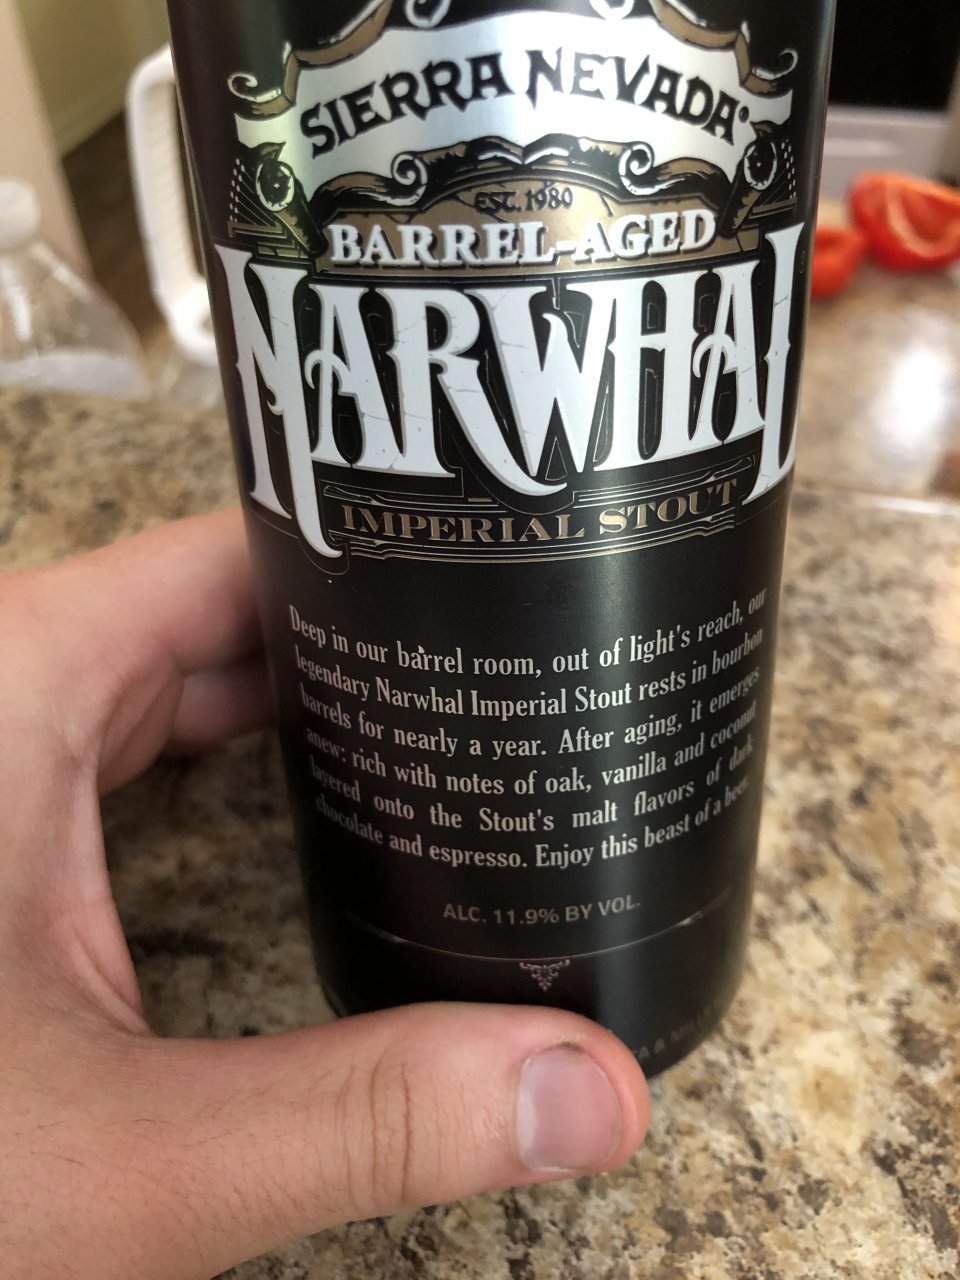 SIERRA NEVADA®
EST. 1980
BARREL-AGED
NARWHAL
IMPERIAL STOUT
Deep in our barrel room, out of light's reach, our
legendary Narwhal Imperial Stout rests in bourbon
barrels for nearly a year. After aging, it emerges
anew: rich with notes of oak, vanilla and coconut
layered onto the Stout's malt flavors of dark
chocolate and espresso. Enjoy this beast of a beer.
ALC. 11.9% BY VOL.